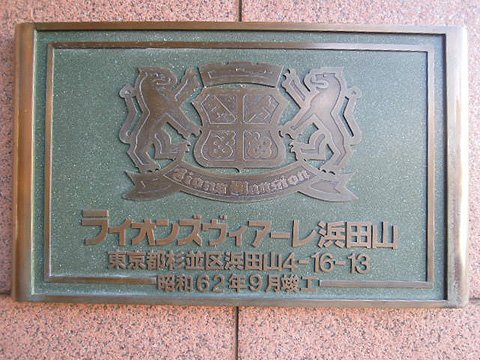 Lions Mansion
ライオンズヴィアーレ浜田山
東京都杉並区浜田山4-16-13
昭和62年9月竣工